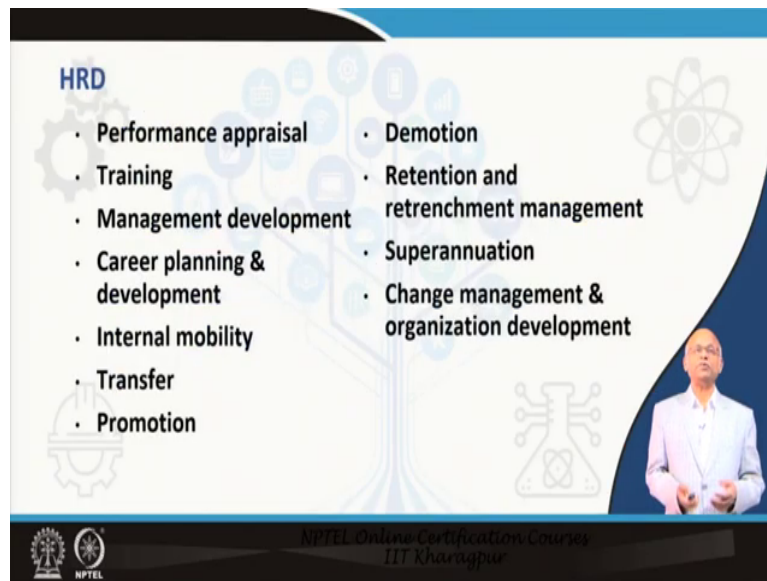 HRD
· Performance appraisal
· Training
· Management development
· Career planning &
development
· Internal mobility
· Transfer
· Promotion
· Demotion
· Retention and
retrenchment management
· Superannuation
· Change management &
organization development
NPTEL Online Certification Courses
IIT Kharagpur
NPTEL